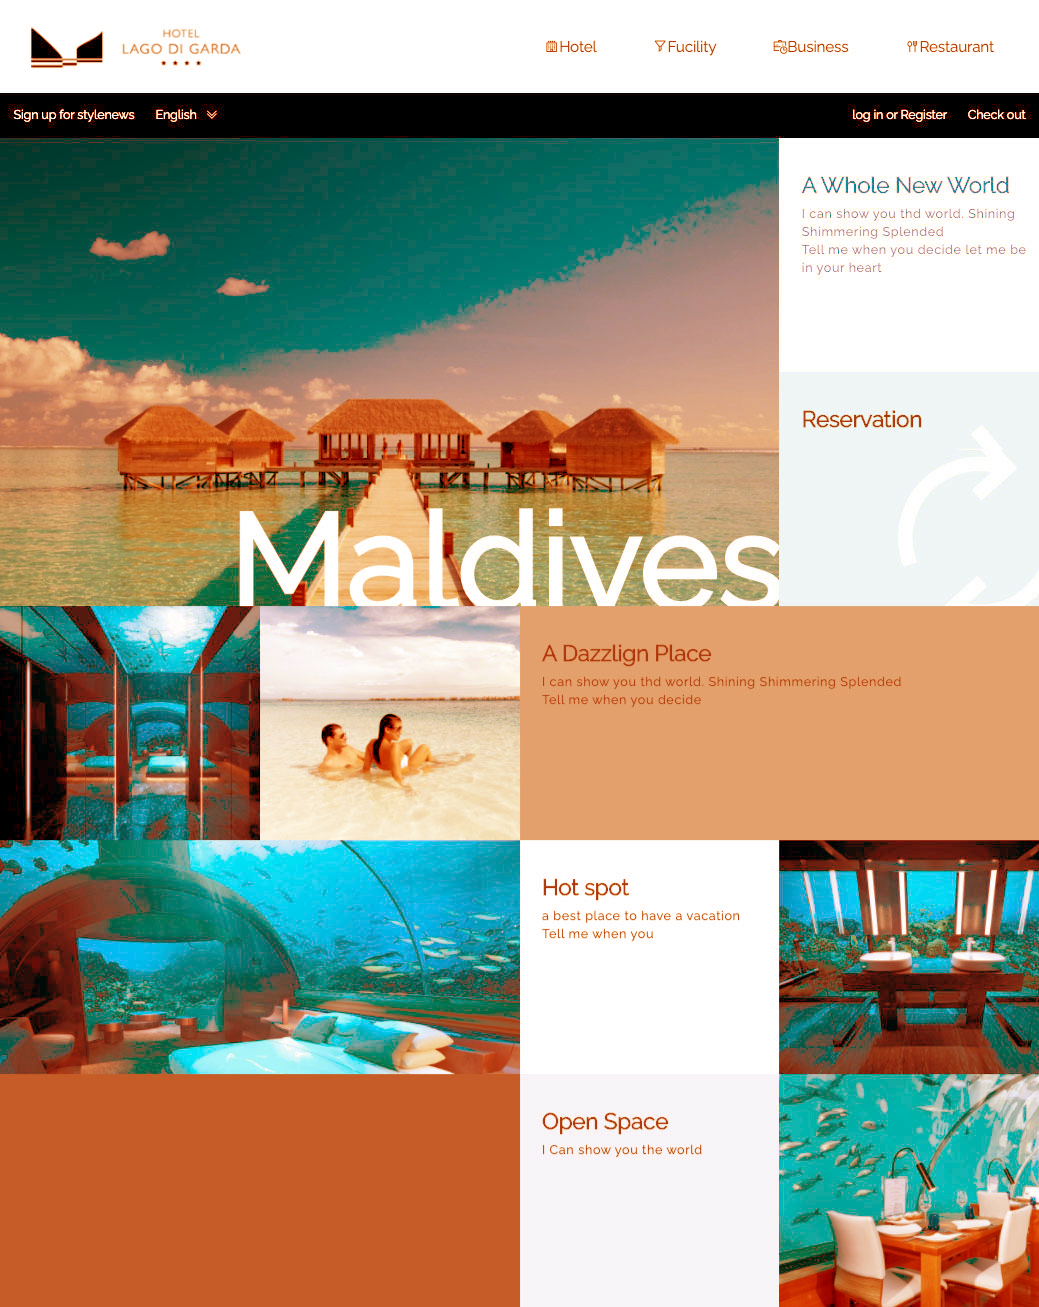 HOTEL
LAGO DI GARDA
Hotel
Fucility
Business
Restaurant
Sign up for stylenews
English
log in or Register
Check out
A Whole New World
I can show you thd world. Shining
Shimmering Splended
Tell me when you decide let me be
in your heart
Reservation
Maldives
A Dazzlign Place
I can show you thd world. Shining Shimmering Splended
Tell me when you decide
Hot spot
a best place to have a vacation
Tell me when you
Open Space
I Can show you the world